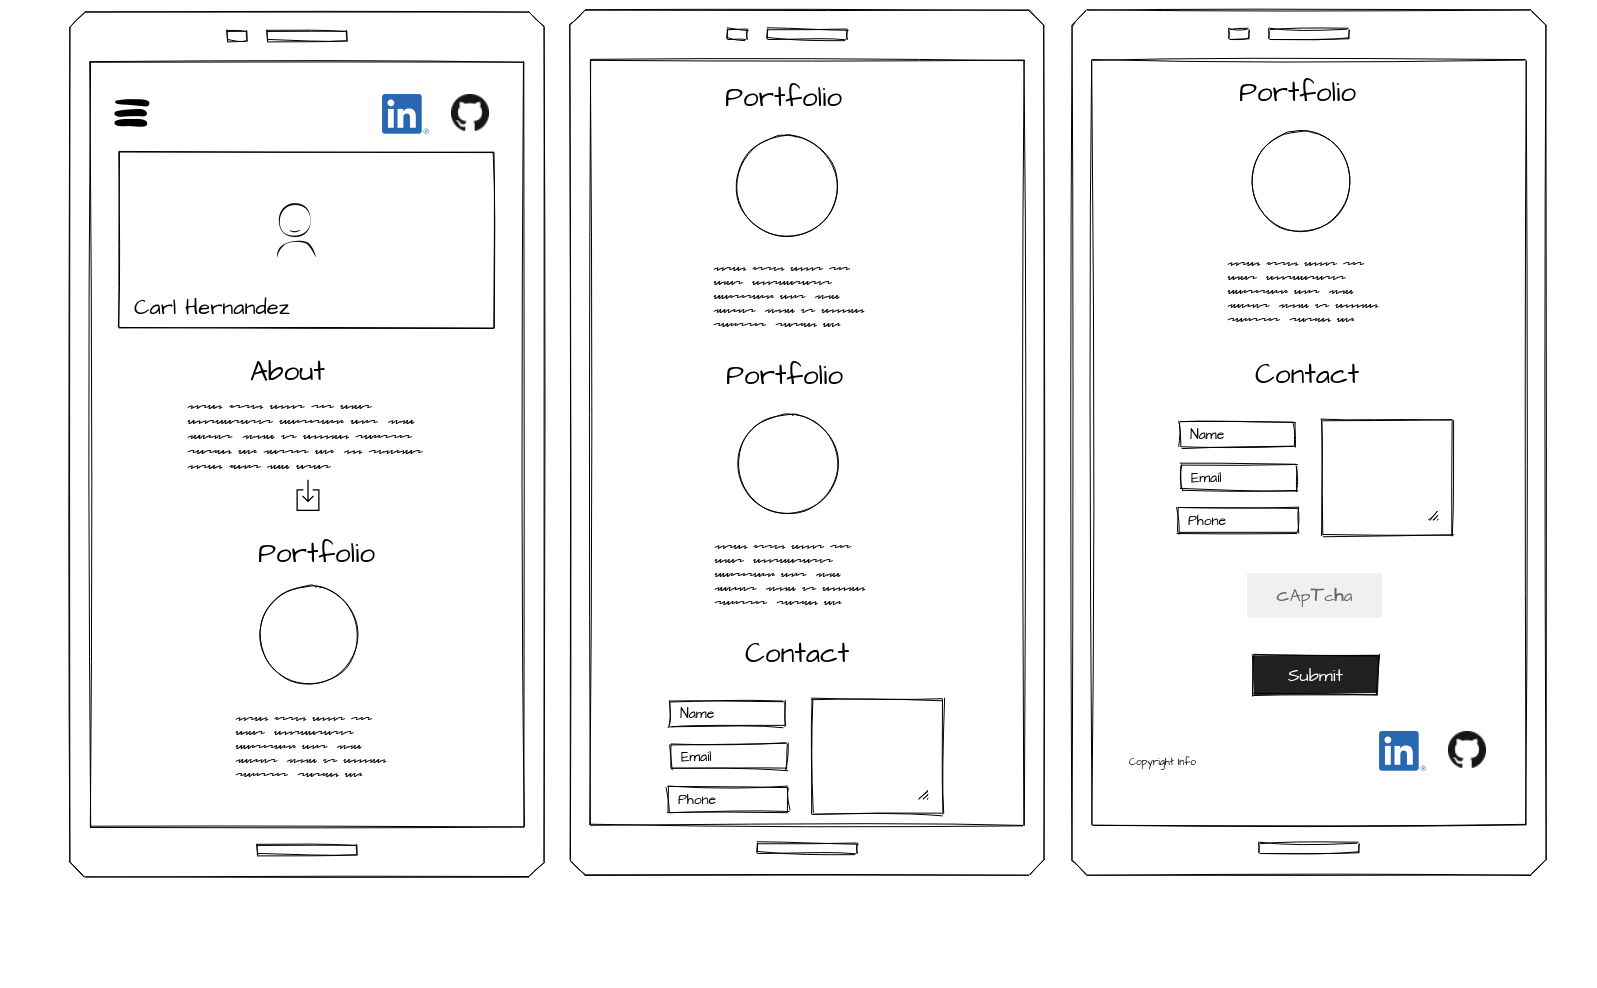 in
Carl Hernandez
About
Portfolio
Portfolio
Portfolio
Contact
Name
Email
Phone
Portfolio
Contact
Name
Email
Phone
cApTcha
Submit
Copyright Info
in